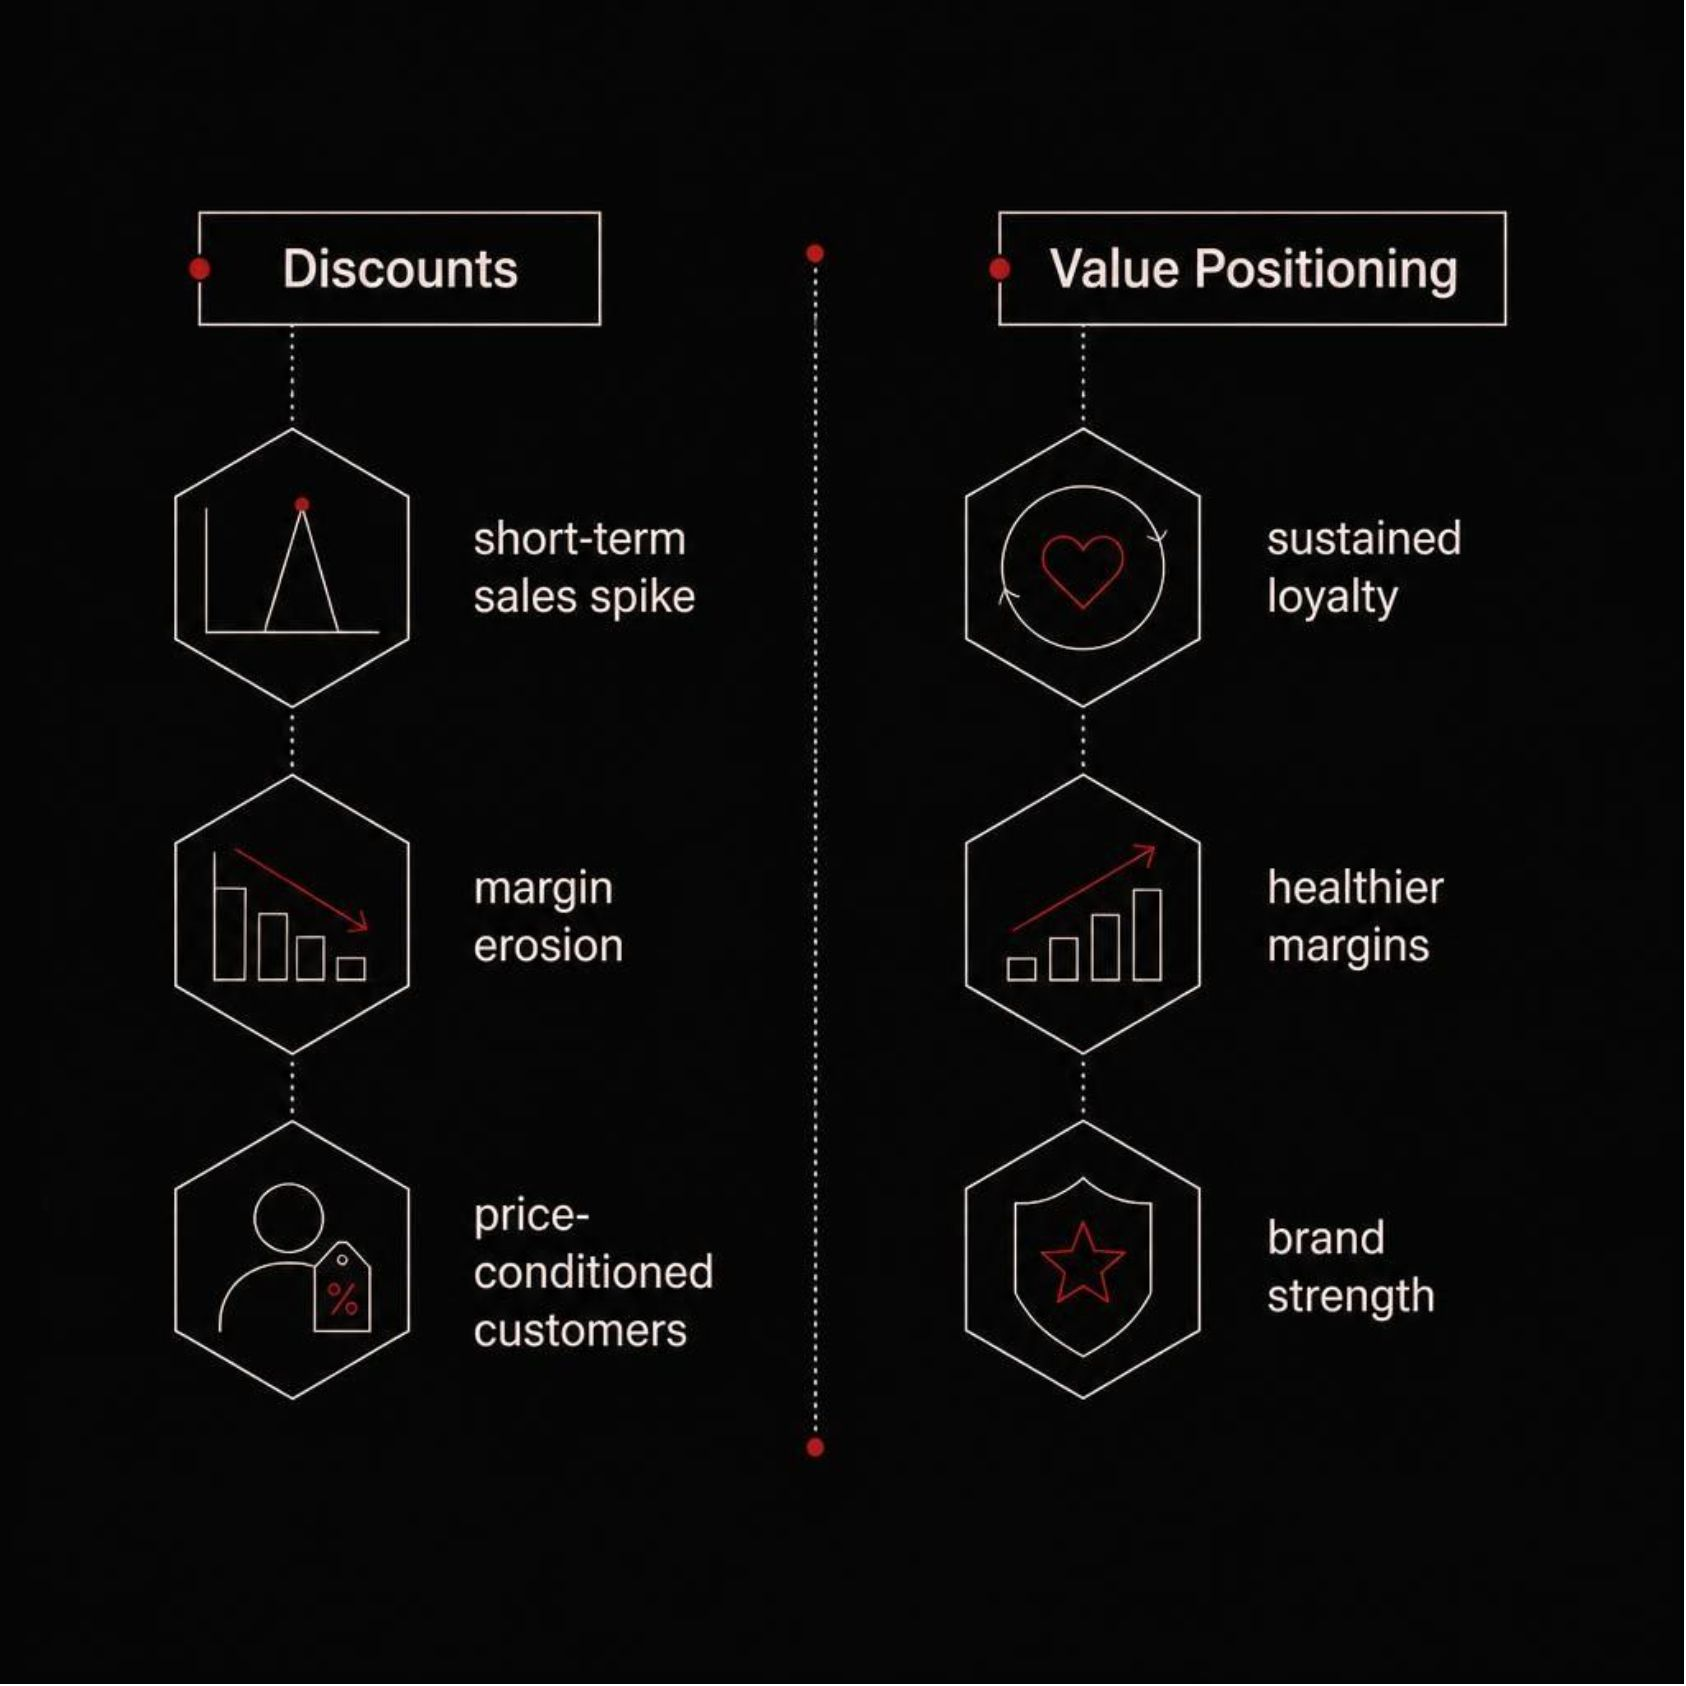 Discounts
short-term
sales spike
margin
erosion
%
price-
conditioned
customers
Value Positioning
sustained
loyalty
healthier
margins
brand
strength